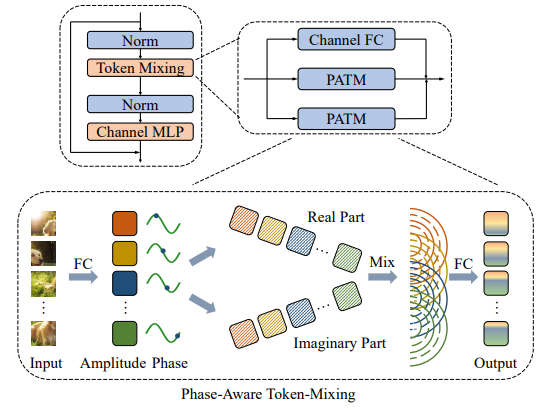 Norm
Token Mixing
Norm
Channel MLP
Channel FC
PATM
PATM
Real Part
FC
Mix
FC
Imaginary Part
Input
Amplitude
Phase
Output
Phase-Aware Token-Mixing